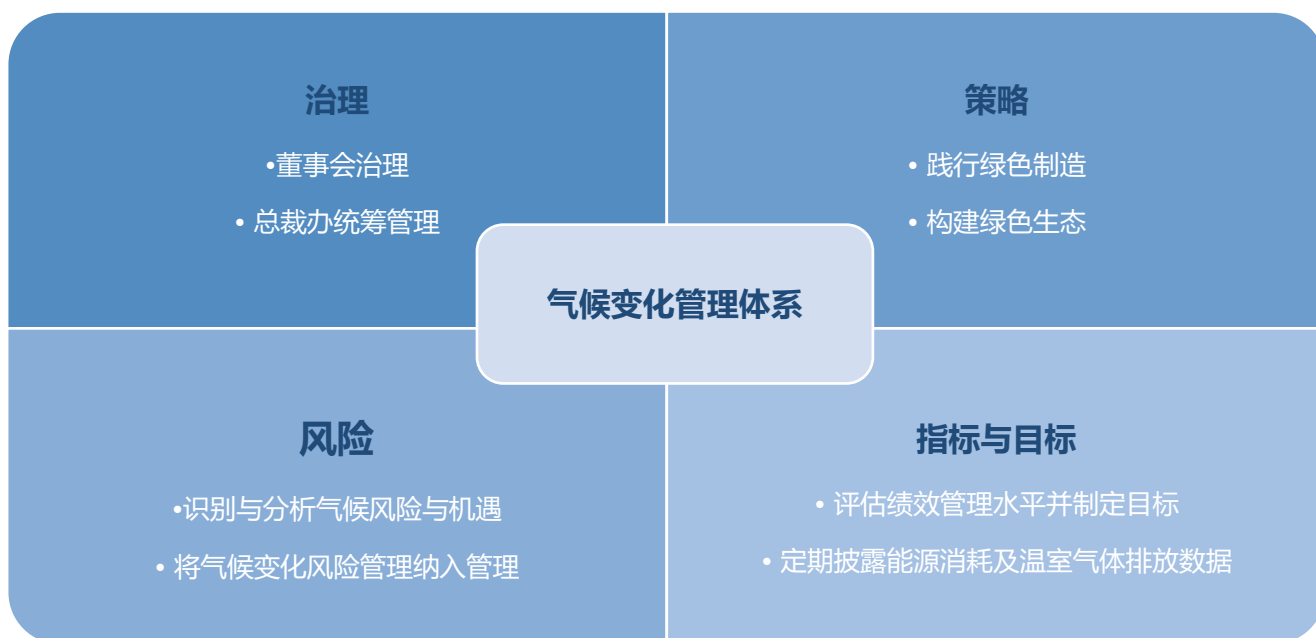 治理
•董事会治理
• 总裁办统筹管理
策略
• 践行绿色制造
• 构建绿色生态
气候变化管理体系
风险
•识别与分析气候风险与机遇
• 将气候变化风险管理纳入管理
指标与目标
• 评估绩效管理水平并制定目标
• 定期披露能源消耗及温室气体排放数据